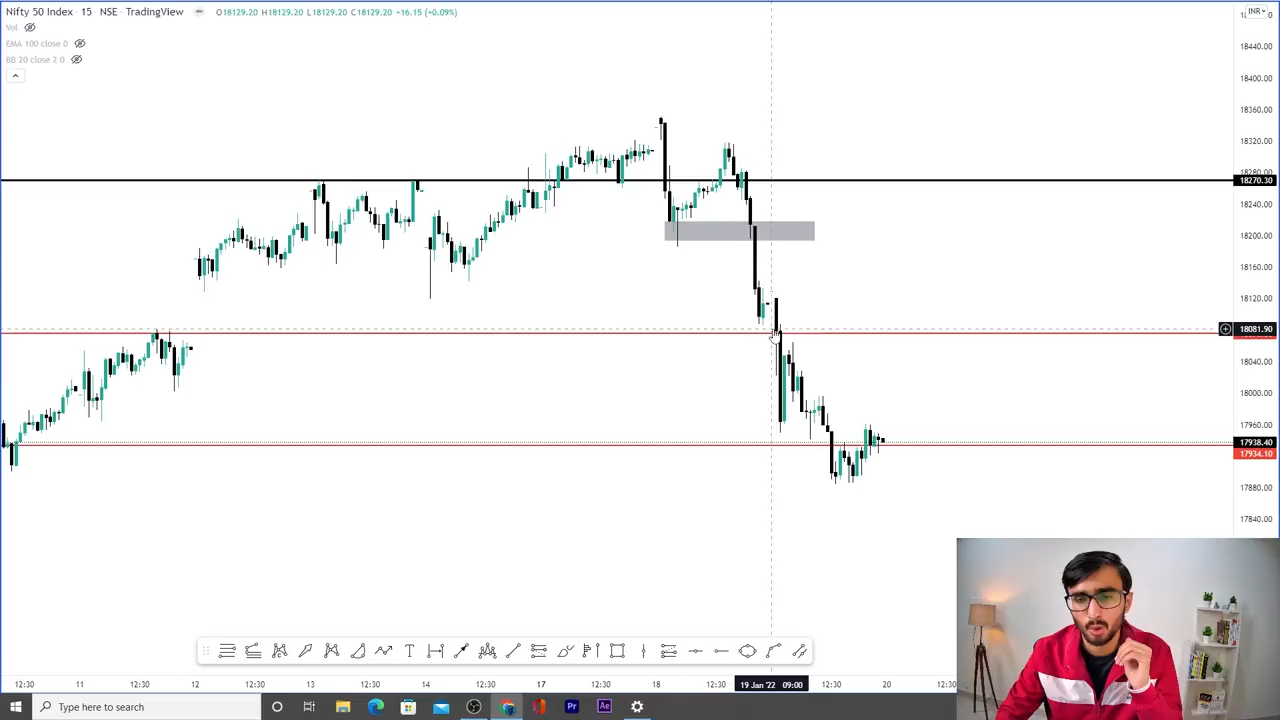 Nifty 50 Index · 15 · NSE · TradingView
O18129.20 H18129.20 L18129.20 C18129.20 +16.15 (+0.09%)
INR
Vol
EMA 100 close 0
BB 20 close 2 0
18440.00
18400.00
18360.00
18320.00
18270.30
18240.00
18200.00
18160.00
18120.00
18081.90
18040.00
18000.00
17960.00
17938.40
17934.10
17880.00
17840.00
12:30 11 12:30 12 12:30 13 12:30 14 12:30 17 12:30 18 12:30 19 Jan '22 09:00 12:30 20 12:30
Type here to search
Pr
Ae